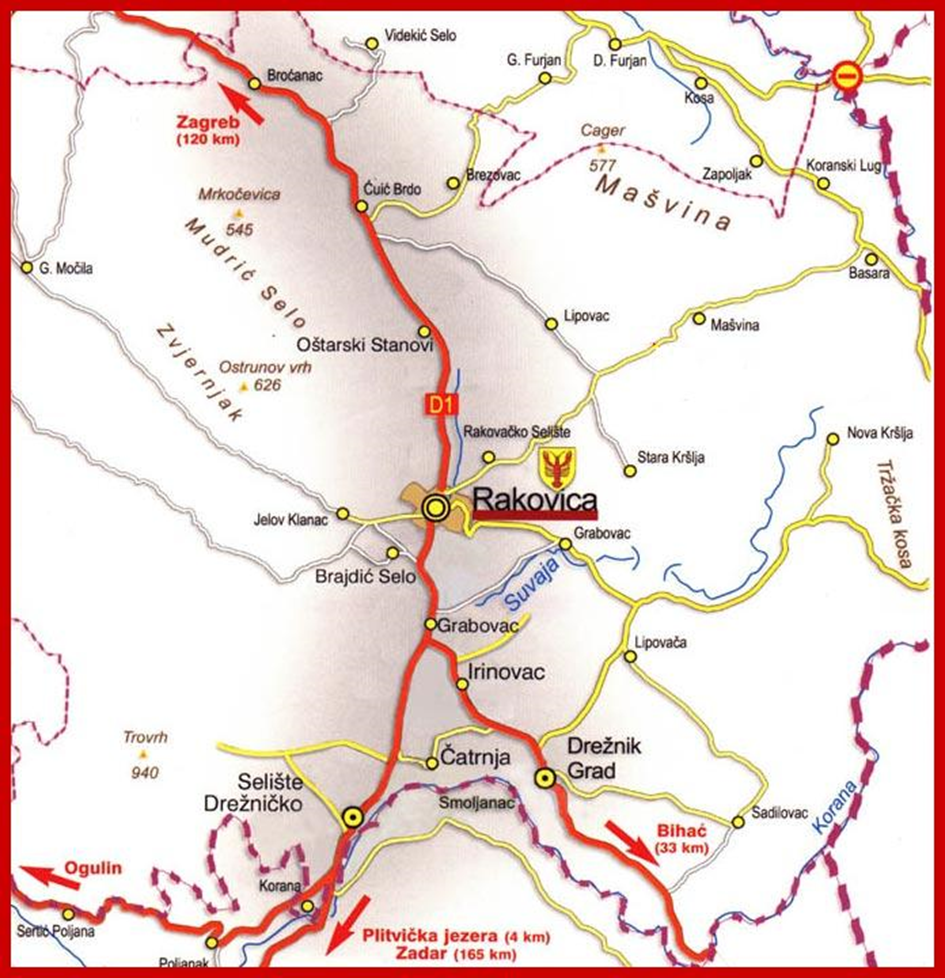 Videkić Selo
G. Furjan
D. Furjan
Broćanac
Kosa
Zagreb
(120 km)
Cager
577
Zapoljak
Koranski Lug
Brezovac
Ćuić Brdo
Mrkočevica
545
Mašvina
Mudrić Selo
G. Močila
Basara
Lipovac
Mašvina
Oštarski Stanovi
Zvjernjak
Ostrunov vrh
626
D1
Rakovačko Selište
Nova Kršlja
Stara Kršlja
Tržačka kosa
Rakovica
Jelov Klanac
Grabovac
Brajdić Selo
Suvaja
Grabovac
Lipovača
Irinovac
Trovrh
940
Čatrnja
Drežnik
Grad
Selište
Drežničko
Smoljanac
Korana
Sadilovac
Bihać
(33 km)
Ogulin
Korana
Sertić Poljana
Poljanak
Plitvička jezera (4 km)
Zadar (165 km)